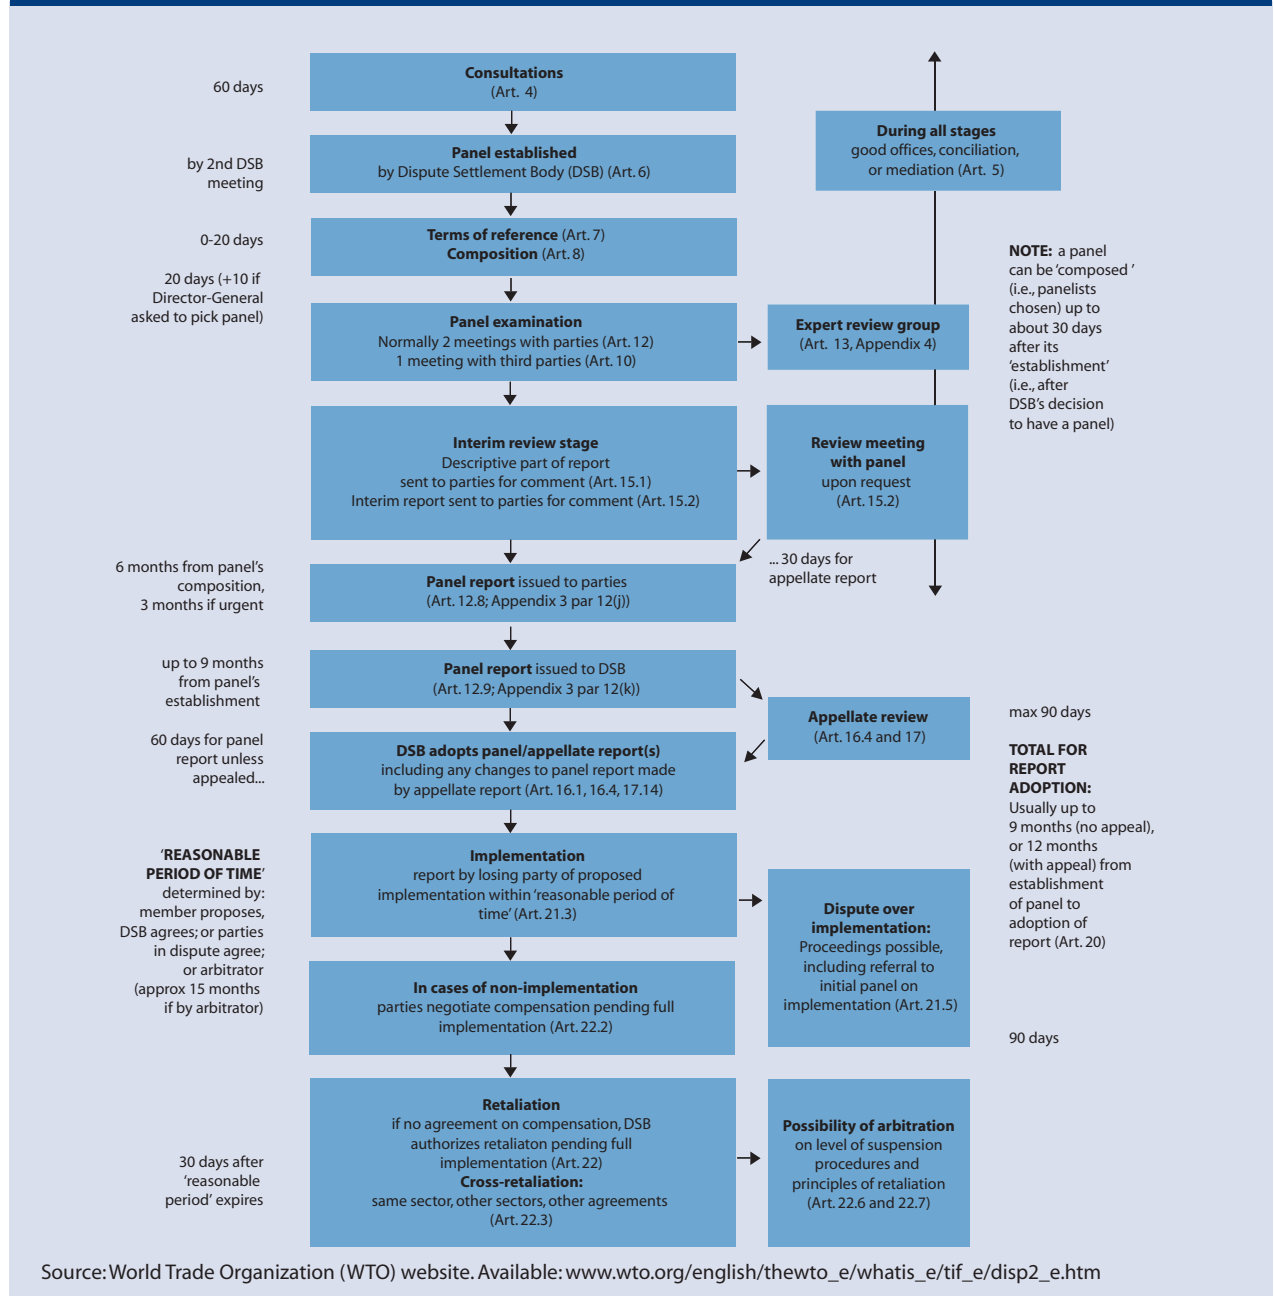 60 days
Consultations
(Art. 4)
During all stages
good offices, conciliation,
or mediation (Art. 5)
by 2nd DSB
meeting
Panel established
by Dispute Settlement Body (DSB) (Art. 6)
0-20 days
Terms of reference (Art. 7)
Composition (Art. 8)
20 days (+10 if
Director-General
asked to pick panel)
Panel examination
Normally 2 meetings with parties (Art. 12)
1 meeting with third parties (Art. 10)
Expert review group
(Art. 13, Appendix 4)
NOTE: a panel
can be 'composed '
(i.e., panelists
chosen) up to
about 30 days
after its
'establishment'
(i.e., after
DSB's decision
to have a panel)
Interim review stage
Descriptive part of report
sent to parties for comment (Art. 15.1)
Interim report sent to parties for comment (Art. 15.2)
Review meeting
with panel
upon request
(Art. 15.2)
... 30 days for
appellate report
6 months from panel's
composition,
3 months if urgent
Panel report issued to parties
(Art. 12.8; Appendix 3 par 12(j))
up to 9 months
from panel's
establishment
Panel report issued to DSB
(Art. 12.9; Appendix 3 par 12(k))
Appellate review
(Art. 16.4 and 17)
max 90 days
60 days for panel
report unless
appealed...
DSB adopts panel/appellate report(s)
including any changes to panel report made
by appellate report (Art. 16.1, 16.4, 17.14)
TOTAL FOR
REPORT
ADOPTION:
Usually up to
9 months (no appeal),
or 12 months
(with appeal) from
establishment
of panel to
adoption of
report (Art. 20)
'REASONABLE
PERIOD OF TIME'
determined by:
member proposes,
DSB agrees; or parties
in dispute agree;
or arbitrator
(approx 15 months
if by arbitrator)
Implementation
report by losing party of proposed
implementation within 'reasonable period of
time' (Art. 21.3)
Dispute over
implementation:
Proceedings possible,
including referral to
initial panel on
implementation (Art. 21.5)
In cases of non-implementation
parties negotiate compensation pending full
implementation (Art. 22.2)
90 days
Retaliation
if no agreement on compensation, DSB
authorizes retaliaton pending full
implementation (Art. 22)
Cross-retaliation:
same sector, other sectors, other agreements
(Art. 22.3)
Possibility of arbitration
on level of suspension
procedures and
principles of retaliation
(Art. 22.6 and 22.7)
30 days after
'reasonable
period' expires
Source: World Trade Organization (WTO) website. Available: www.wto.org/english/thewto_e/whatis_e/tif_e/disp2_e.htm